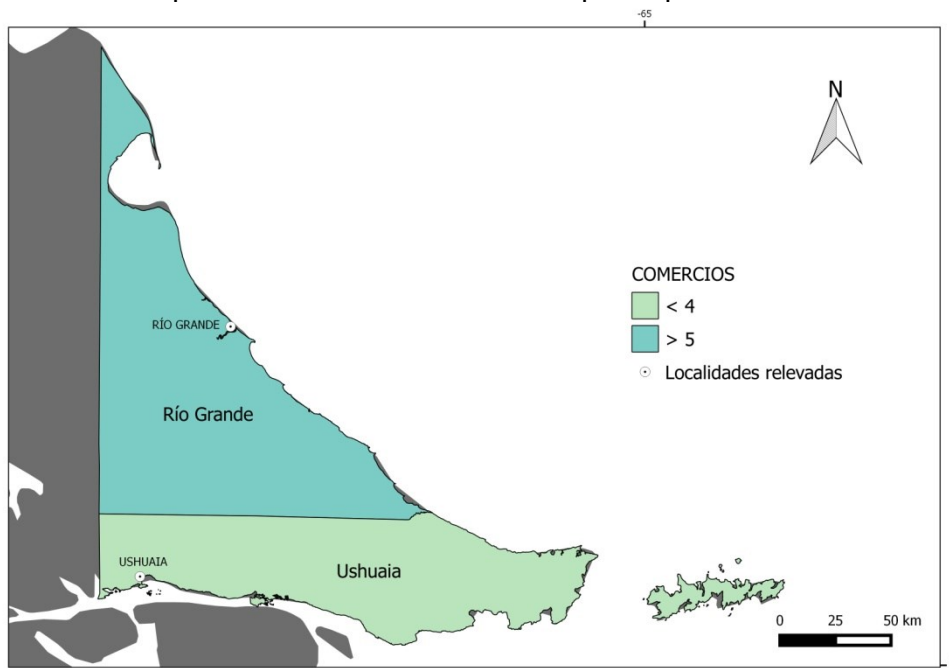 -65
N
COMERCIOS
< 4
> 5
Localidades relevadas
RÍO GRANDE
Río Grande
USHUAIA
Ushuaia
0 25 50 km